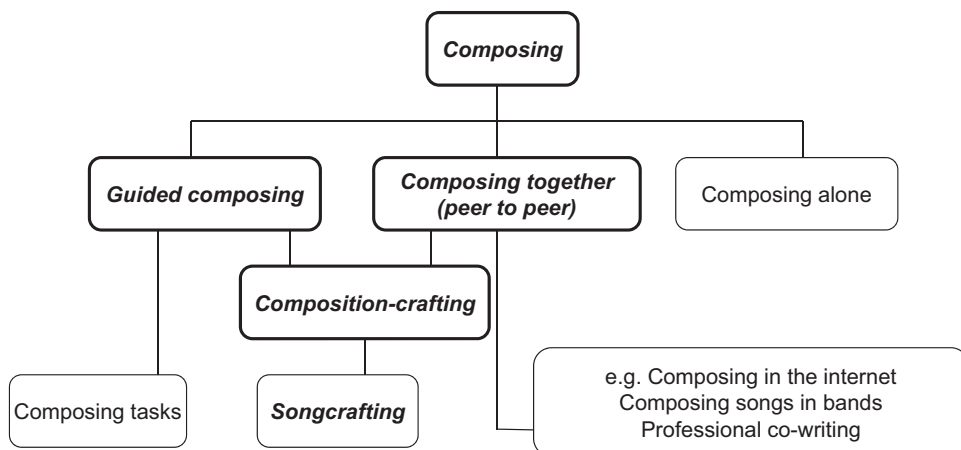 Composing
Guided composing
Composing together
(peer to peer)
Composing alone
Composition-crafting
Composing tasks
Songcrafting
e.g. Composing in the internet
Composing songs in bands
Professional co-writing